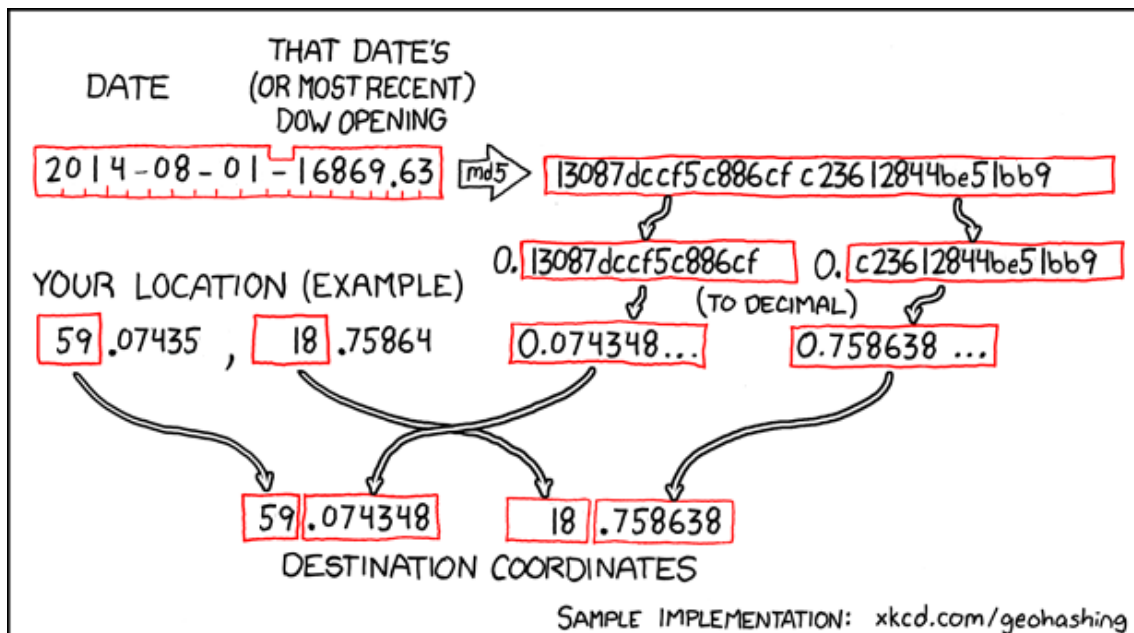 DATE
THAT DATE'S
(OR MOST RECENT)
DOW OPENING
2014-08-01-16869.63
md5
13087dccf5c886cf c23612844be51bb9
0. 13087dccf5c886cf
0. c23612844be51bb9
YOUR LOCATION (EXAMPLE)
(TO DECIMAL)
59.07435, 18.75864
0.074348...
0.758638 ...
59.074348
18.758638
DESTINATION COORDINATES
SAMPLE IMPLEMENTATION: xkcd.com/geohashing